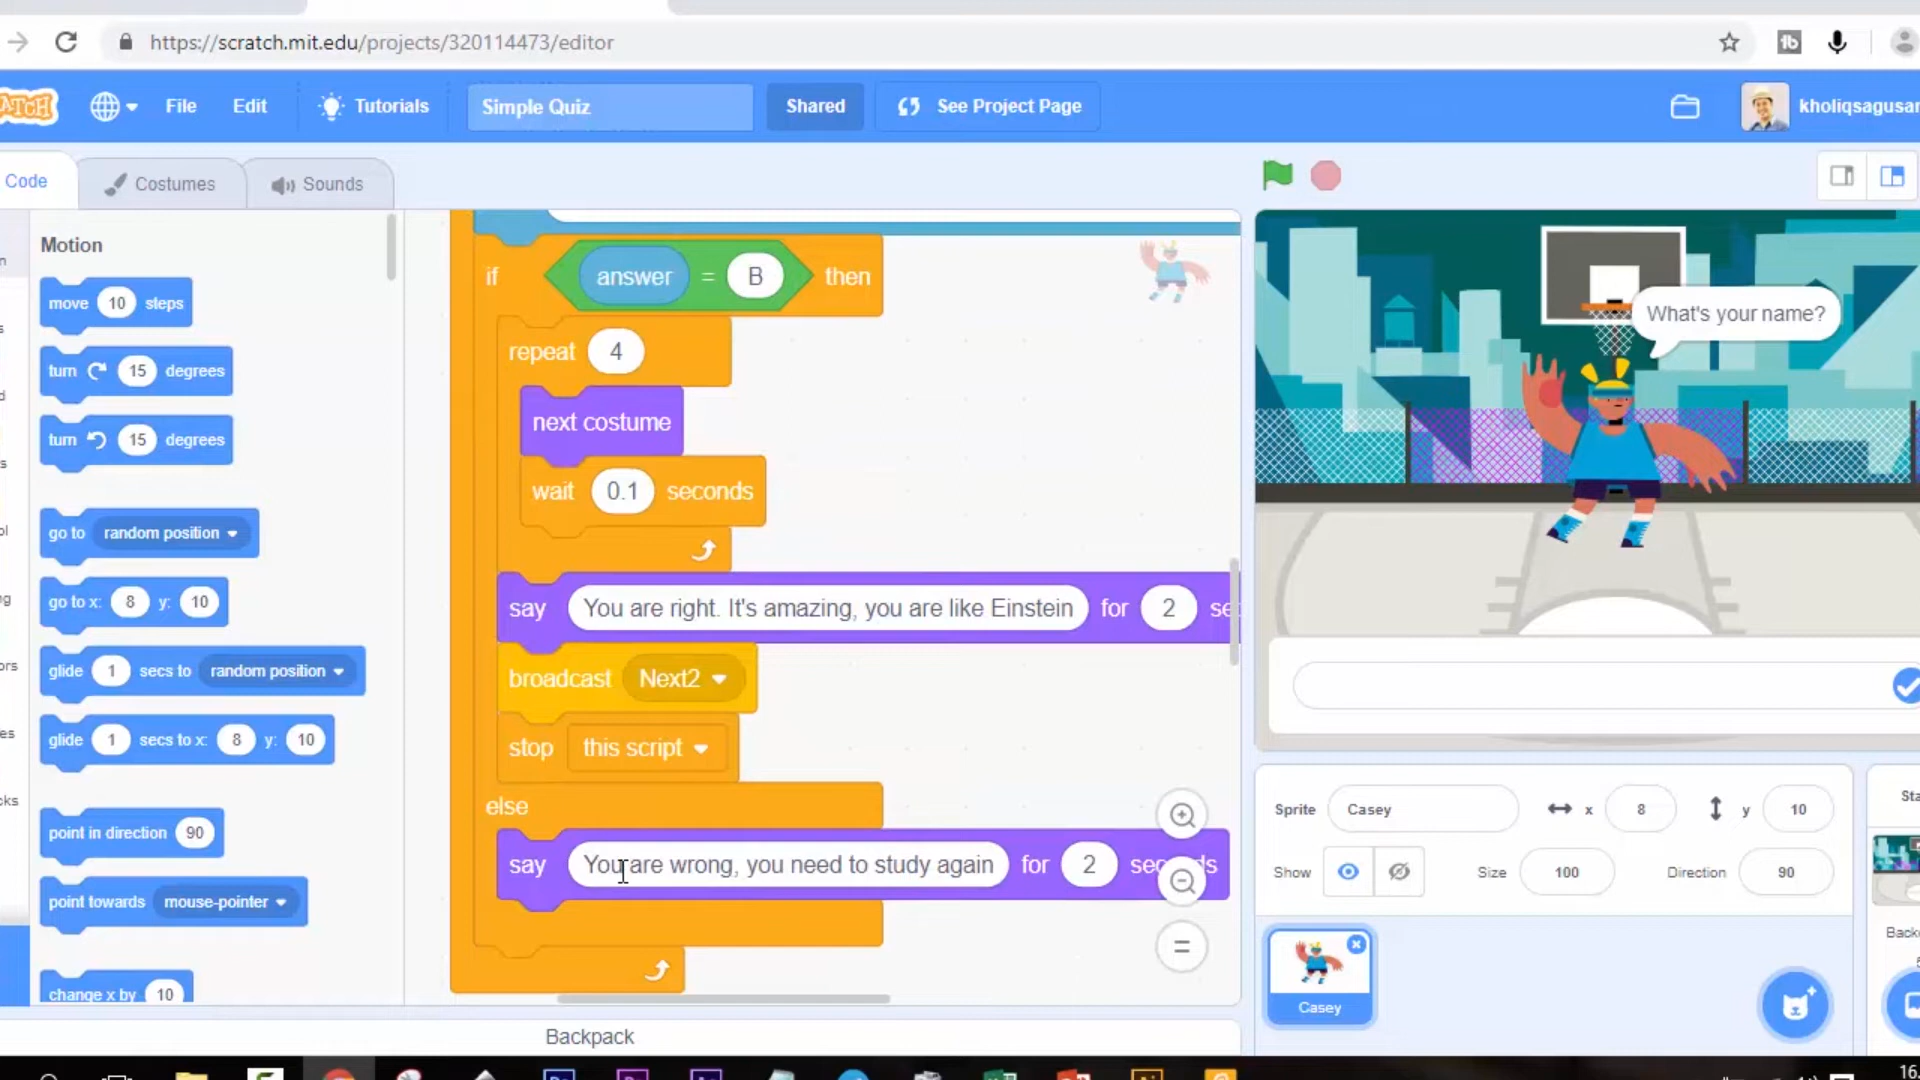 https://scratch.mit.edu/projects/320114473/editor
File Edit Tutorials Simple Quiz Shared See Project Page
Code Costumes Sounds
Motion
move 10 steps
turn 15 degrees
turn 15 degrees
go to random position
go to x: 8 y: 10
glide 1 secs to random position
glide 1 secs to x: 8 y: 10
point in direction 90
point towards mouse-pointer
change x by 10
if answer = B then
repeat 4
next costume
wait 0.1 seconds
say You are right. It's amazing, you are like Einstein for 2
broadcast Next2
stop this script
else
say You are wrong, you need to study again for 2
Backpack
What's your name?
Sprite Casey x 8 y 10
Show Size 100 Direction 90
Casey